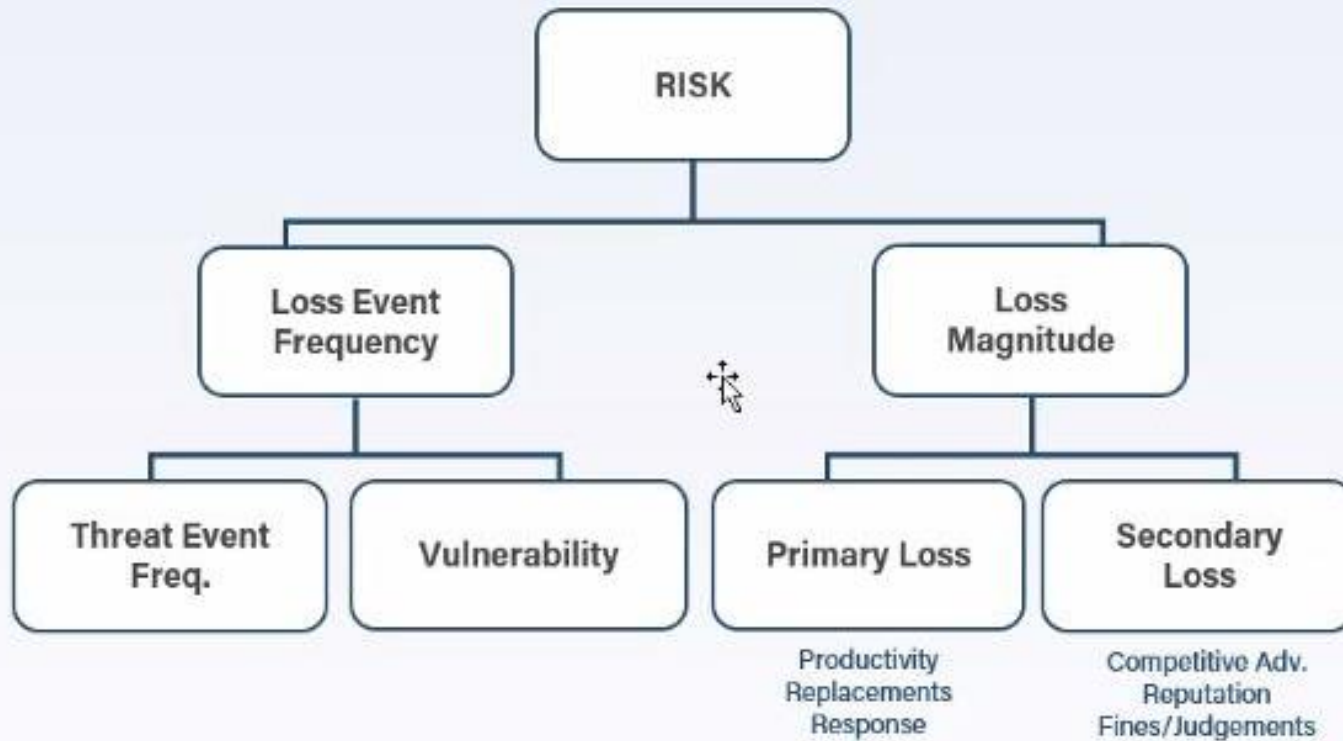 RISK
Loss Event
Frequency
Loss
Magnitude
Threat Event
Freq.
Vulnerability
Primary Loss
Secondary
Loss
Productivity
Replacements
Response
Competitive Adv.
Reputation
Fines/Judgements